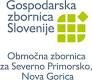 Gospodarska
zbornica
Slovenije
Območna zbornica
za Severno Primorsko,
Nova Gorica